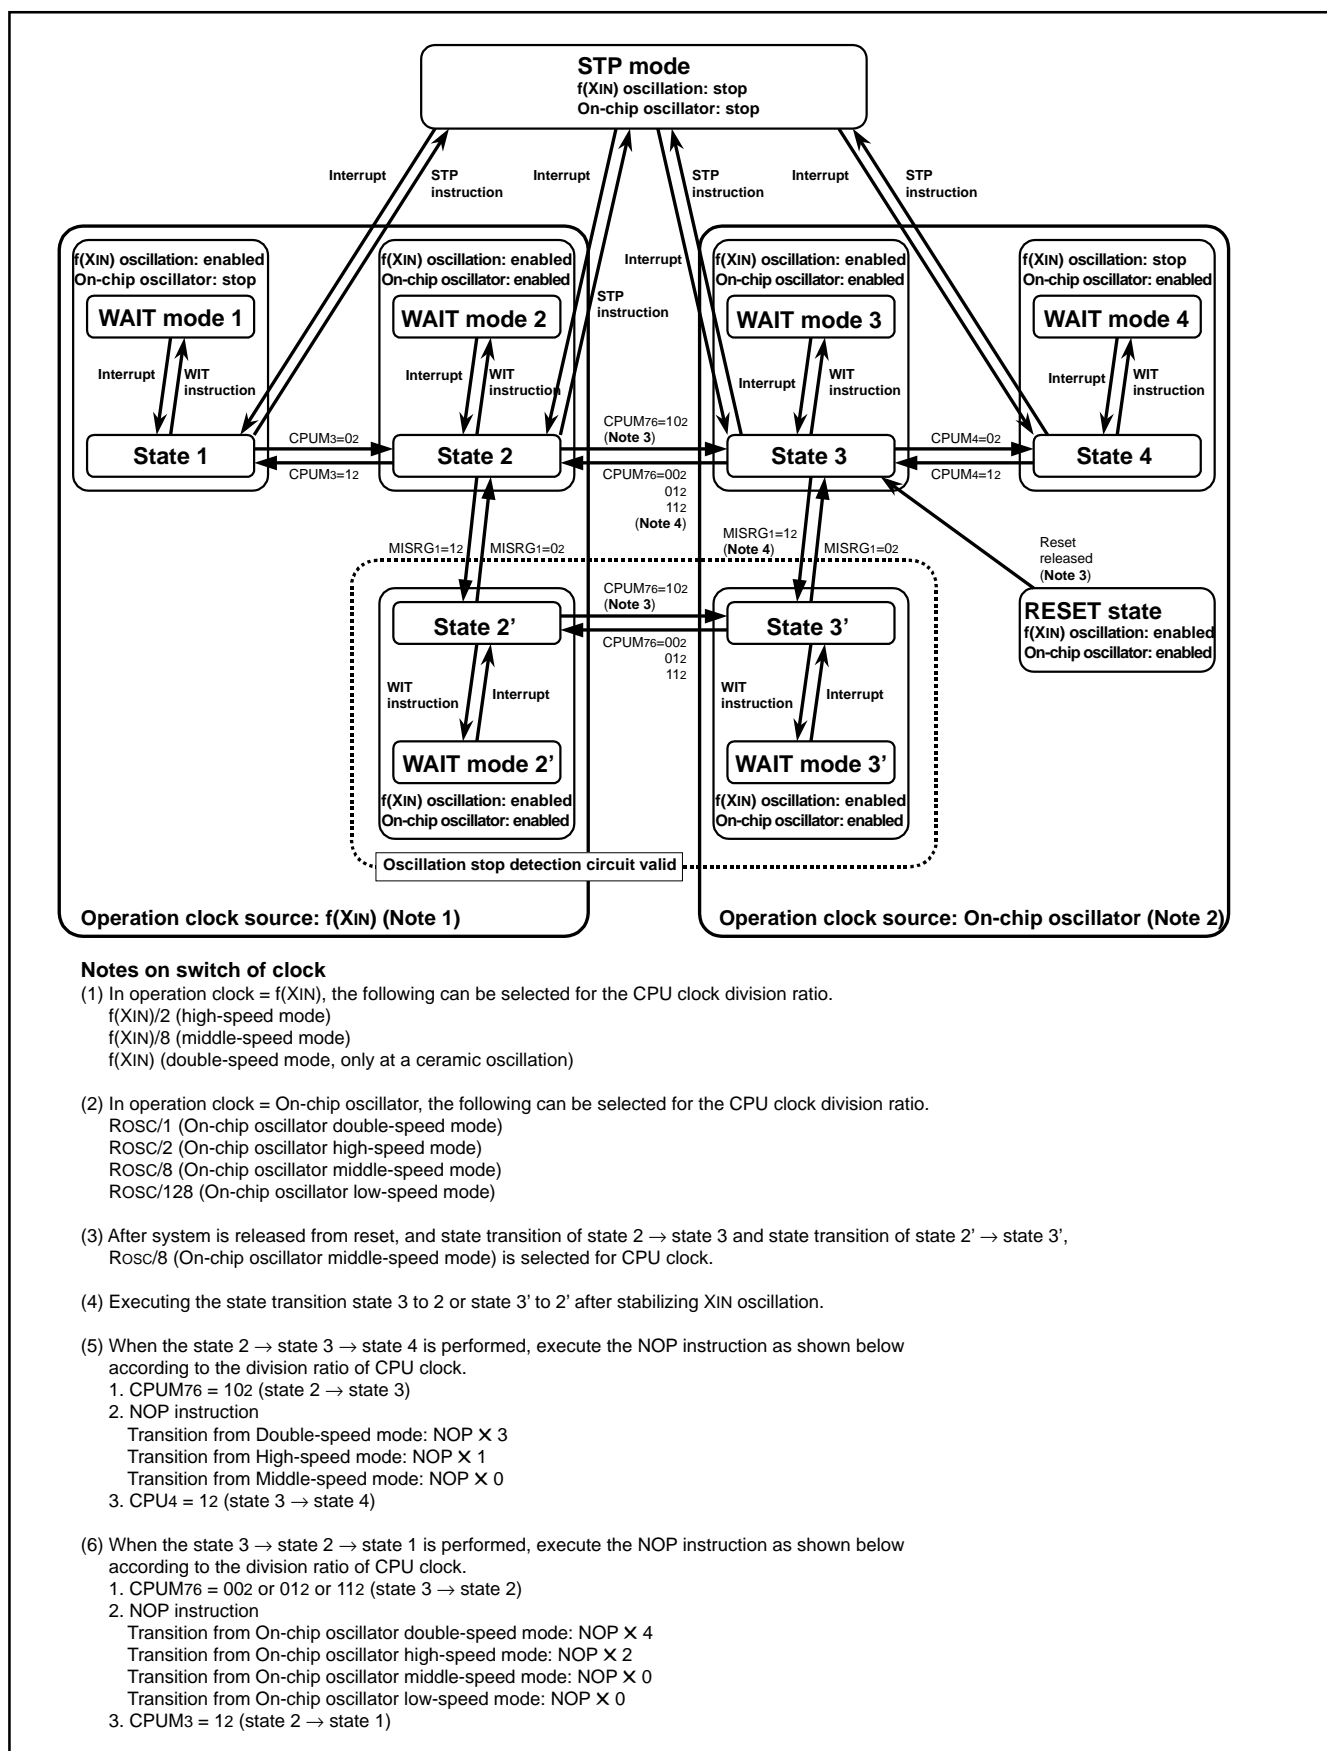 STP mode
f(XIN) oscillation: stop
On-chip oscillator: stop
Interrupt
STP
instruction
Interrupt
STP
instruction
Interrupt
STP
instruction
Interrupt
STP
instruction
f(XIN) oscillation: enabled
On-chip oscillator: stop
WAIT mode 1
Interrupt
WIT
instruction
State 1
CPUM3=02
CPUM3=12
f(XIN) oscillation: enabled
On-chip oscillator: enabled
WAIT mode 2
Interrupt
WIT
instruction
State 2
CPUM76=102
(Note 3)
CPUM76=002
012
112
(Note 4)
f(XIN) oscillation: enabled
On-chip oscillator: enabled
WAIT mode 3
Interrupt
WIT
instruction
State 3
CPUM4=02
CPUM4=12
f(XIN) oscillation: stop
On-chip oscillator: enabled
WAIT mode 4
Interrupt
WIT
instruction
State 4
MISRG1=12
MISRG1=02
MISRG1=12
(Note 4)
MISRG1=02
Reset
released
(Note 3)
RESET state
f(XIN) oscillation: enabled
On-chip oscillator: enabled
State 2’
CPUM76=102
(Note 3)
CPUM76=002
012
112
State 3’
WIT
instruction
Interrupt
WIT
instruction
Interrupt
WAIT mode 2’
f(XIN) oscillation: enabled
On-chip oscillator: enabled
WAIT mode 3’
f(XIN) oscillation: enabled
On-chip oscillator: enabled
Oscillation stop detection circuit valid
Operation clock source: f(XIN) (Note 1)
Operation clock source: On-chip oscillator (Note 2)
Notes on switch of clock
(1) In operation clock = f(XIN), the following can be selected for the CPU clock division ratio.
f(XIN)/2 (high-speed mode)
f(XIN)/8 (middle-speed mode)
f(XIN) (double-speed mode, only at a ceramic oscillation)
(2) In operation clock = On-chip oscillator, the following can be selected for the CPU clock division ratio.
ROSC/1 (On-chip oscillator double-speed mode)
ROSC/2 (On-chip oscillator high-speed mode)
ROSC/8 (On-chip oscillator middle-speed mode)
ROSC/128 (On-chip oscillator low-speed mode)
(3) After system is released from reset, and state transition of state 2 → state 3 and state transition of state 2’ → state 3’,
ROSC/8 (On-chip oscillator middle-speed mode) is selected for CPU clock.
(4) Executing the state transition state 3 to 2 or state 3’ to 2’ after stabilizing XIN oscillation.
(5) When the state 2 → state 3 → state 4 is performed, execute the NOP instruction as shown below
according to the division ratio of CPU clock.
1. CPUM76 = 102 (state 2 → state 3)
2. NOP instruction
Transition from Double-speed mode: NOP ✕ 3
Transition from High-speed mode: NOP ✕ 1
Transition from Middle-speed mode: NOP ✕ 0
3. CPU4 = 12 (state 3 → state 4)
(6) When the state 3 → state 2 → state 1 is performed, execute the NOP instruction as shown below
according to the division ratio of CPU clock.
1. CPUM76 = 002 or 012 or 112 (state 3 → state 2)
2. NOP instruction
Transition from On-chip oscillator double-speed mode: NOP ✕ 4
Transition from On-chip oscillator high-speed mode: NOP ✕ 2
Transition from On-chip oscillator middle-speed mode: NOP ✕ 0
Transition from On-chip oscillator low-speed mode: NOP ✕ 0
3. CPUM3 = 12 (state 2 → state 1)